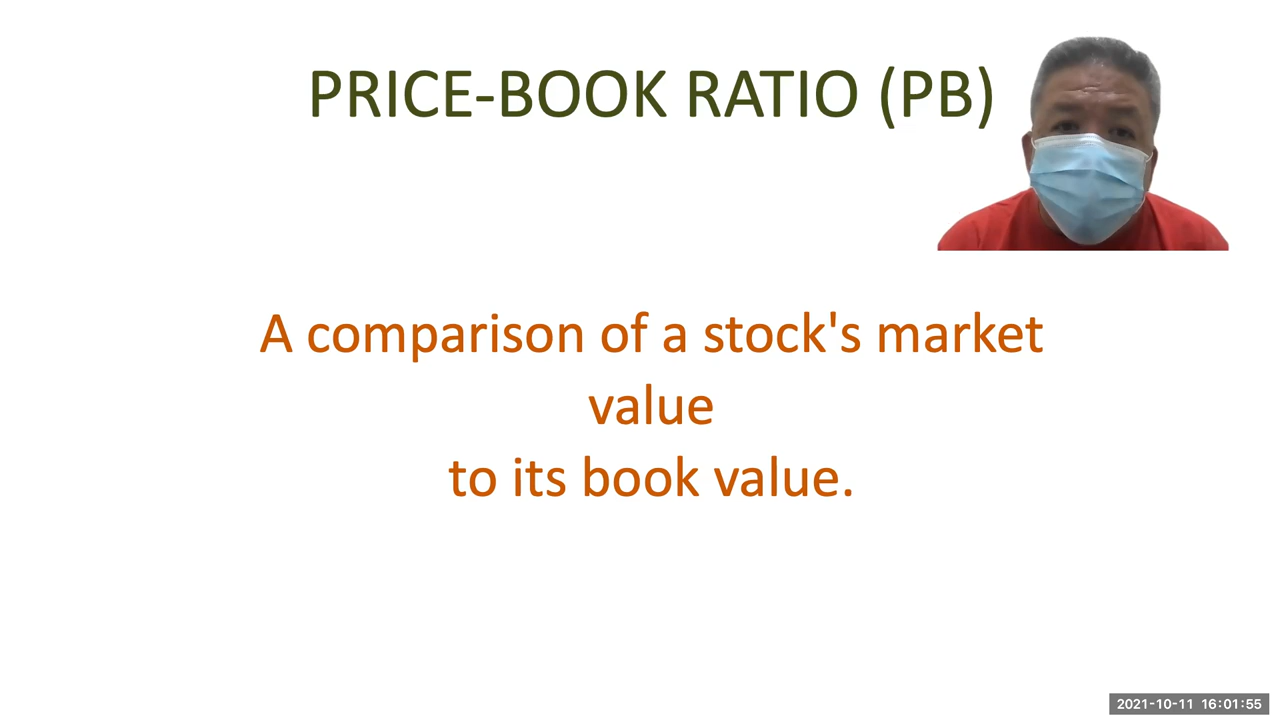 PRICE-BOOK RATIO (PB)
A comparison of a stock's market
value
to its book value.
2021-10-11 16:01:55